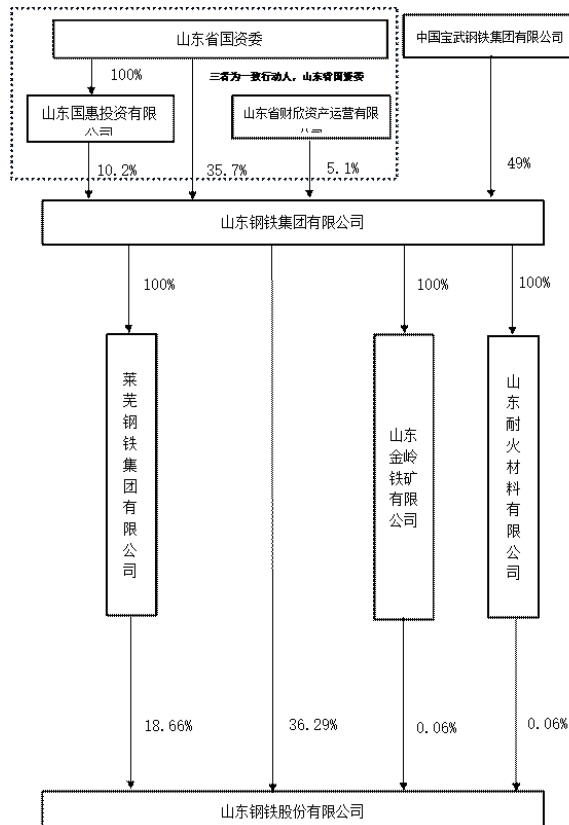 山东省国资委
中国宝武钢铁集团有限公司
100%
三者为一致行动人，山东省国资委
山东国惠投资有限
公司
山东省财欣资产运营有限
10.2%
35.7%
5.1%
49%
山东钢铁集团有限公司
100%
100%
100%
莱芜钢铁集团有限公司
山东
金岭
铁矿
有限
公司
山东耐火材料有限公司
18.66%
36.29%
0.06%
0.06%
山东钢铁股份有限公司